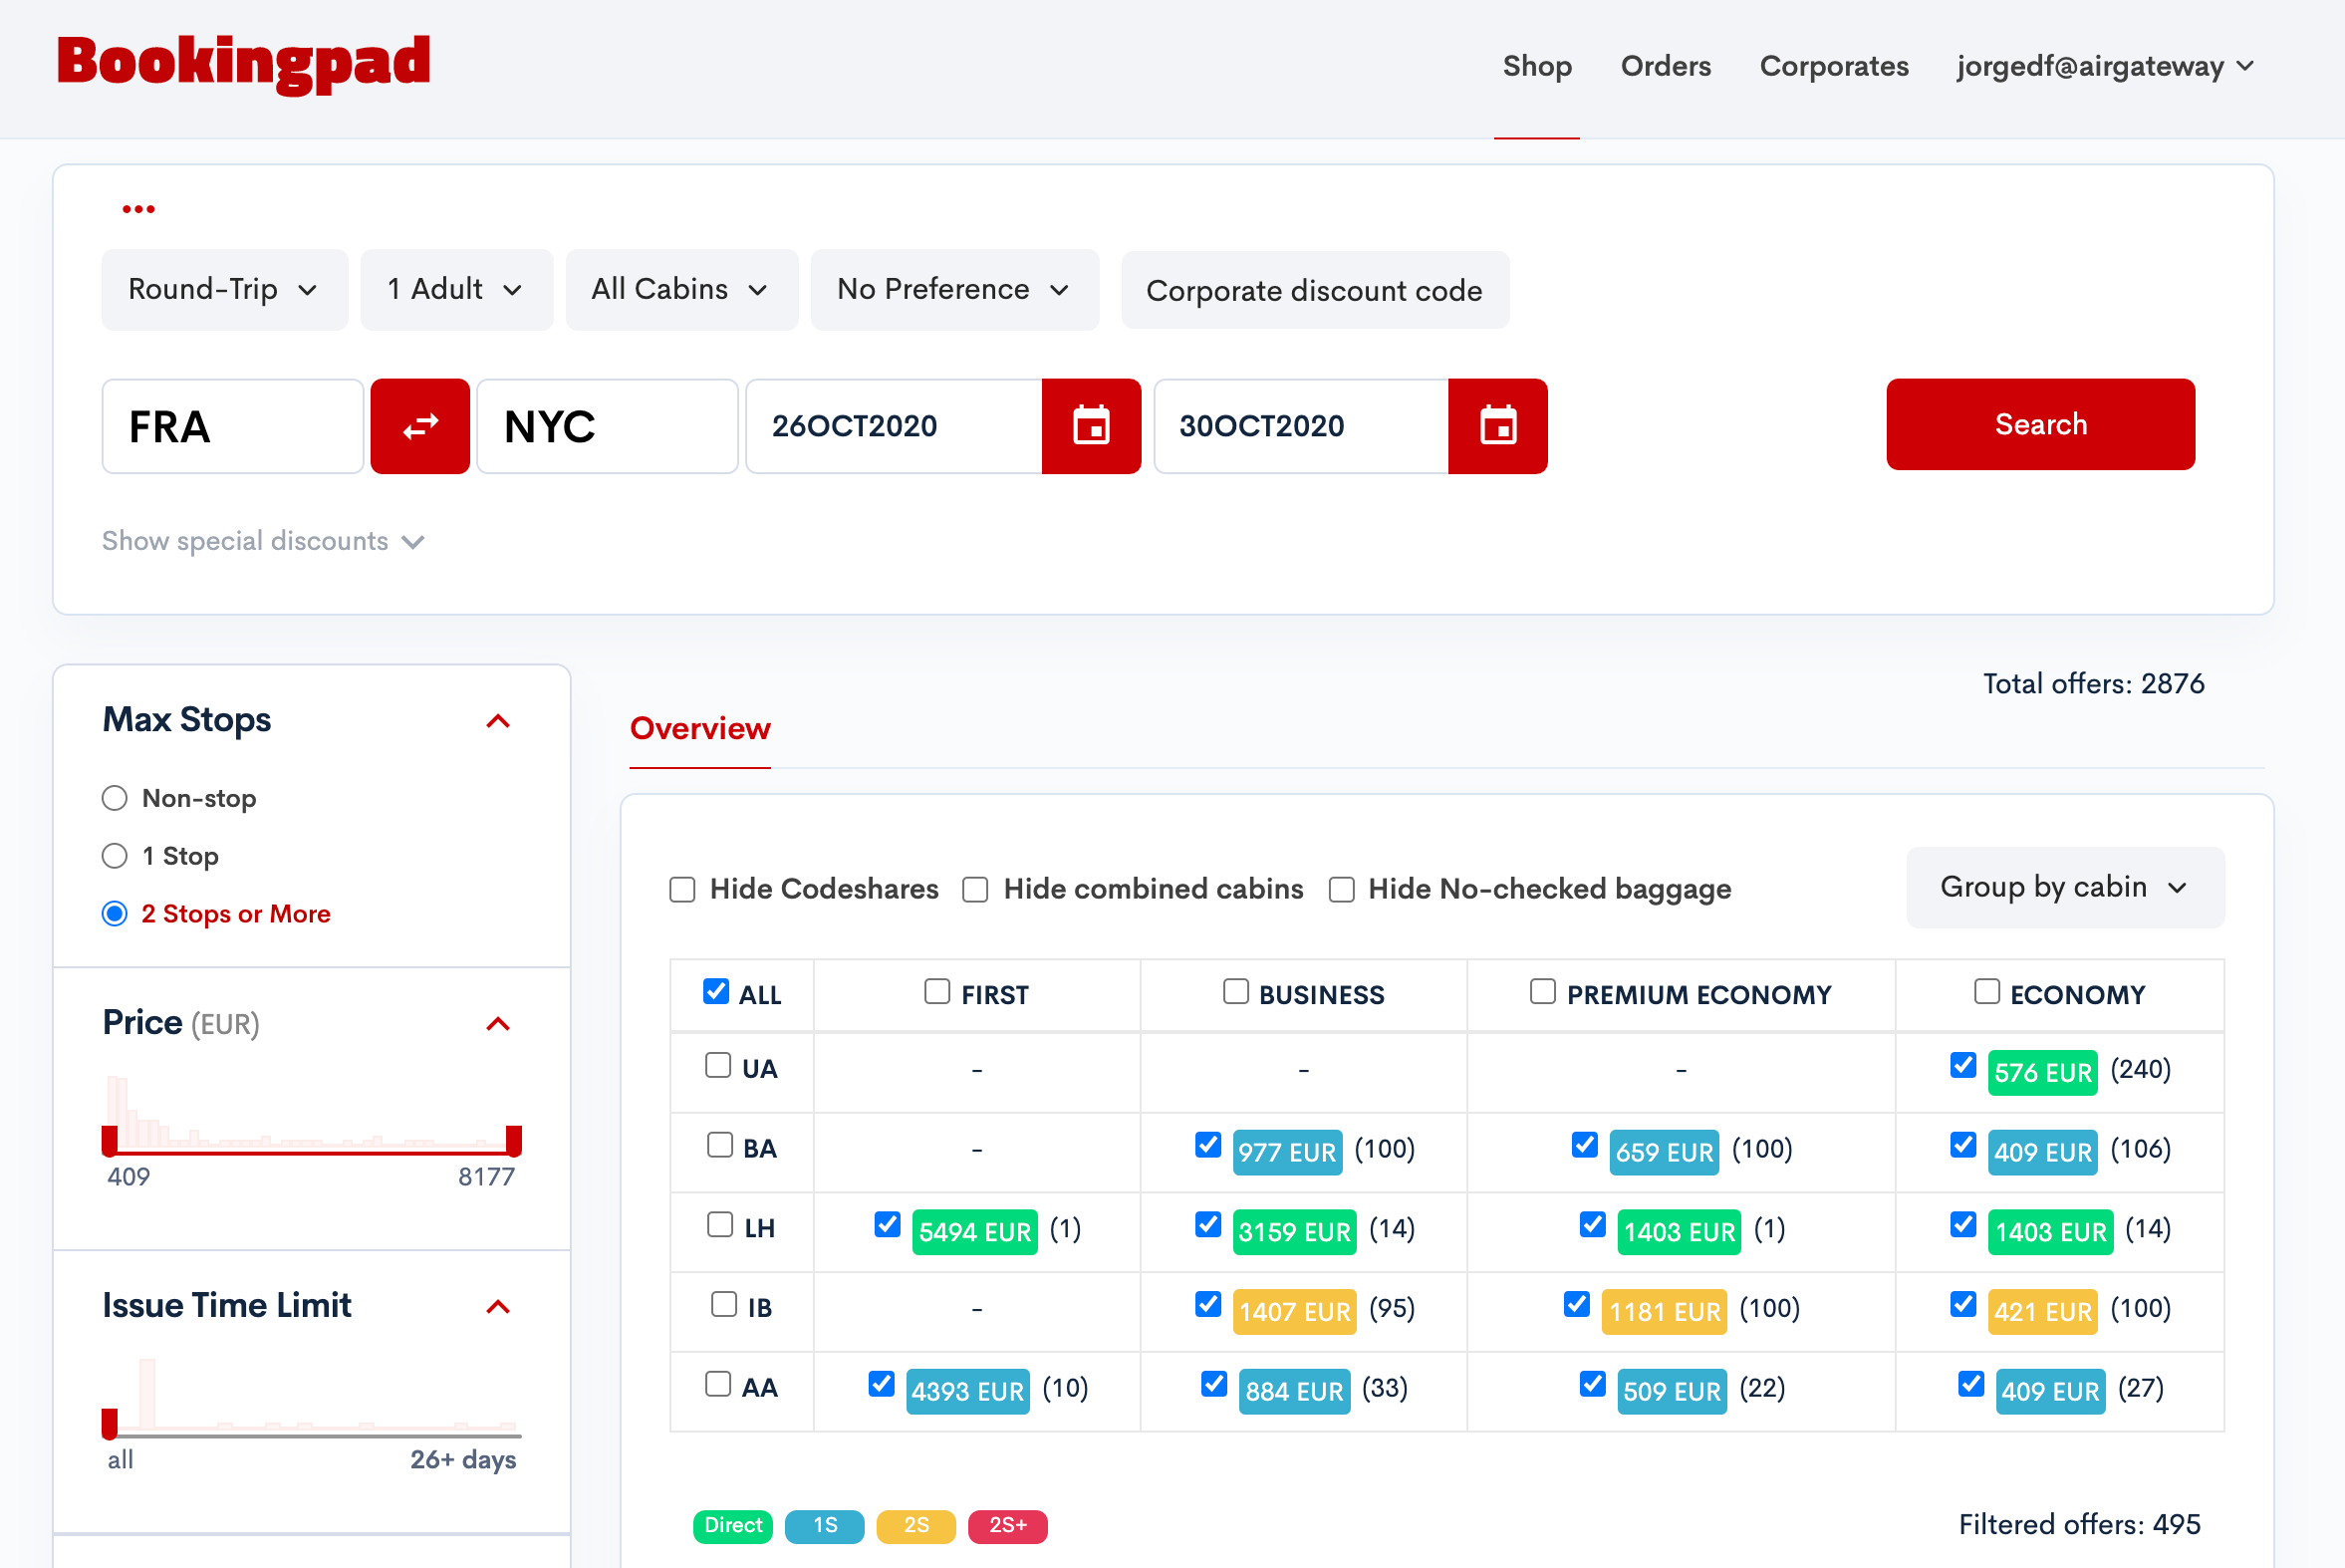 Bookingpad
Shop Orders Corporates jorgedf@airgateway
Round-Trip 1 Adult All Cabins No Preference Corporate discount code
FRA NYC 26OCT2020 30OCT2020 Search
Show special discounts
Total offers: 2876
Max Stops
Non-stop
1 Stop
2 Stops or More
Price (EUR)
409 8177
Issue Time Limit
all 26+ days
Overview
Hide Codeshares Hide combined cabins Hide No-checked baggage Group by cabin
ALL FIRST BUSINESS PREMIUM ECONOMY ECONOMY
UA - - - 576 EUR (240)
BA - 977 EUR (100) 659 EUR (100) 409 EUR (106)
LH 5494 EUR (1) 3159 EUR (14) 1403 EUR (1) 1403 EUR (14)
IB - 1407 EUR (95) 1181 EUR (100) 421 EUR (100)
AA 4393 EUR (10) 884 EUR (33) 509 EUR (22) 409 EUR (27)
Direct 1S 2S 2S+ Filtered offers: 495